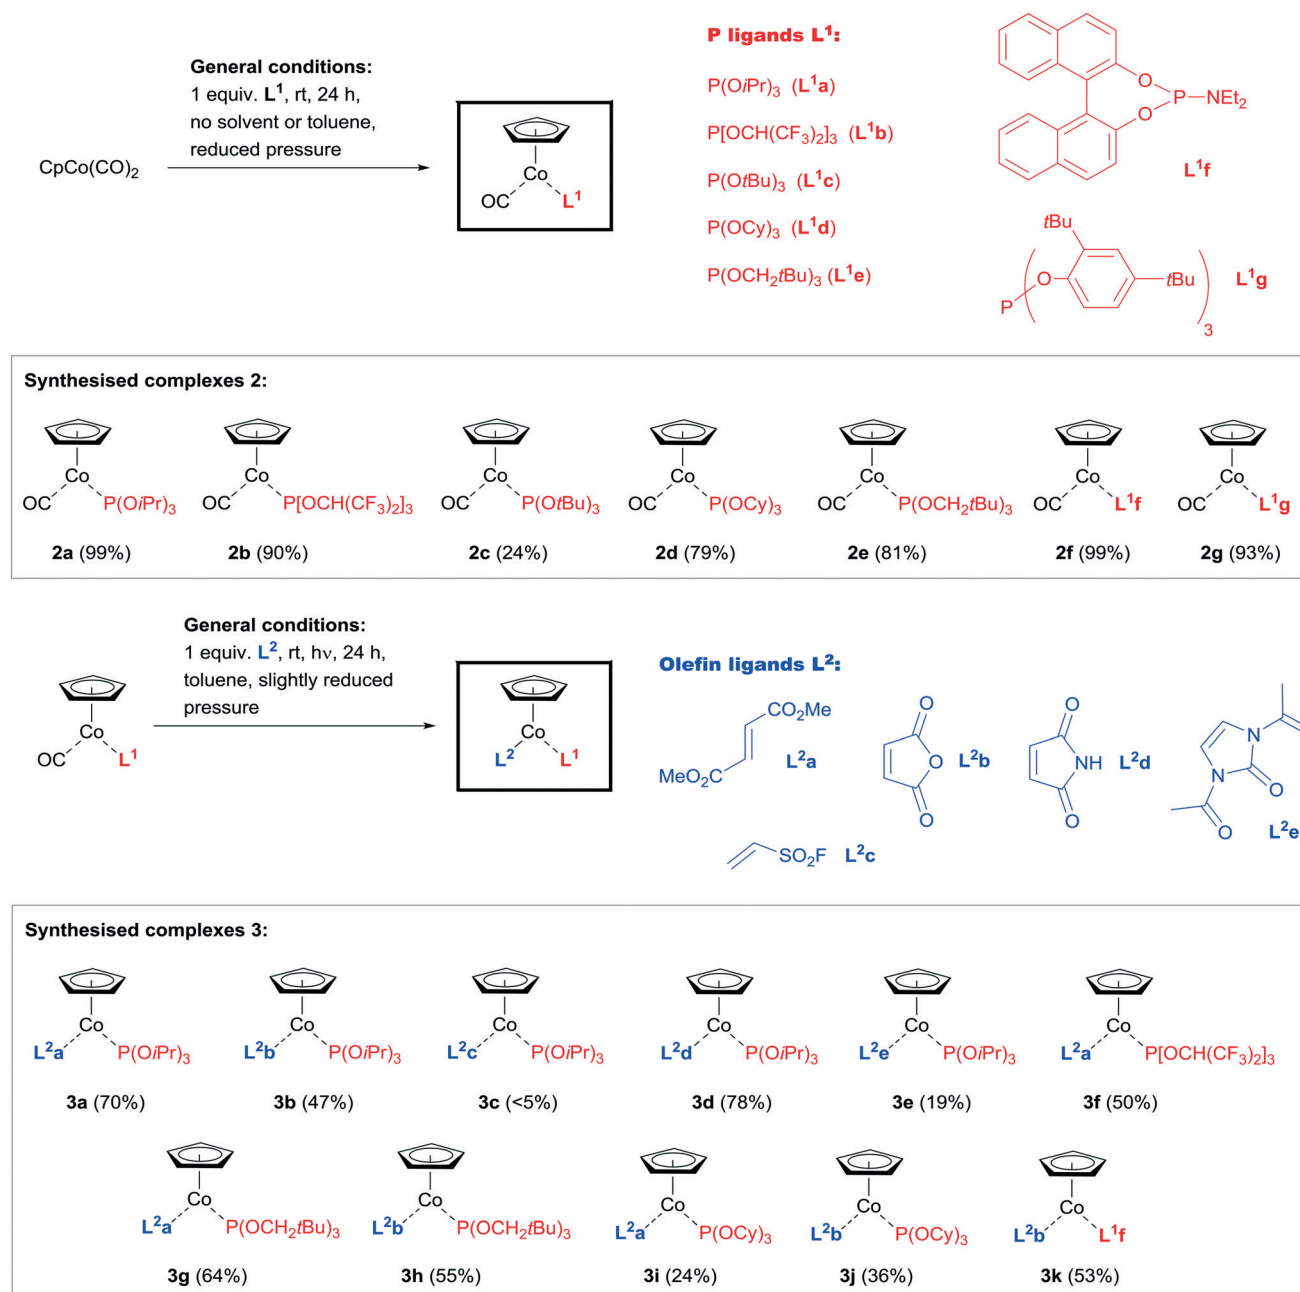 General conditions:
1 equiv. L¹, rt, 24 h,
no solvent or toluene,
reduced pressure
CpCo(CO)₂
Co
OC
L¹
P ligands L¹:
P(OiPr)₃ (L¹a)
P[OCH(CF₃)₂]₃ (L¹b)
P(OtBu)₃ (L¹c)
P(OCy)₃ (L¹d)
P(OCH₂tBu)₃ (L¹e)
O
P
NEt₂
O
L¹f
tBu
O
tBu
P
3
L¹g
Synthesised complexes 2:
Co
OC
P(OiPr)₃
2a (99%)
Co
OC
P[OCH(CF₃)₂]₃
2b (90%)
Co
OC
P(OtBu)₃
2c (24%)
Co
OC
P(OCy)₃
2d (79%)
Co
OC
P(OCH₂tBu)₃
2e (81%)
Co
OC
L¹f
2f (99%)
Co
OC
L¹g
2g (93%)
General conditions:
1 equiv. L², rt, hν, 24 h,
toluene, slightly reduced
pressure
Co
OC
L¹
Co
L²
L¹
Olefin ligands L²:
CO₂Me
MeO₂C
L²a
O
O
O
L²b
O
NH
O
L²d
N
N
O
O
L²e
SO₂F
L²c
Synthesised complexes 3:
Co
L²a
P(OiPr)₃
3a (70%)
Co
L²b
P(OiPr)₃
3b (47%)
Co
L²c
P(OiPr)₃
3c (<5%)
Co
L²d
P(OiPr)₃
3d (78%)
Co
L²e
P(OiPr)₃
3e (19%)
Co
L²a
P[OCH(CF₃)₂]₃
3f (50%)
Co
L²a
P(OCH₂tBu)₃
3g (64%)
Co
L²b
P(OCH₂tBu)₃
3h (55%)
Co
L²a
P(OCy)₃
3i (24%)
Co
L²b
P(OCy)₃
3j (36%)
Co
L²b
L¹f
3k (53%)